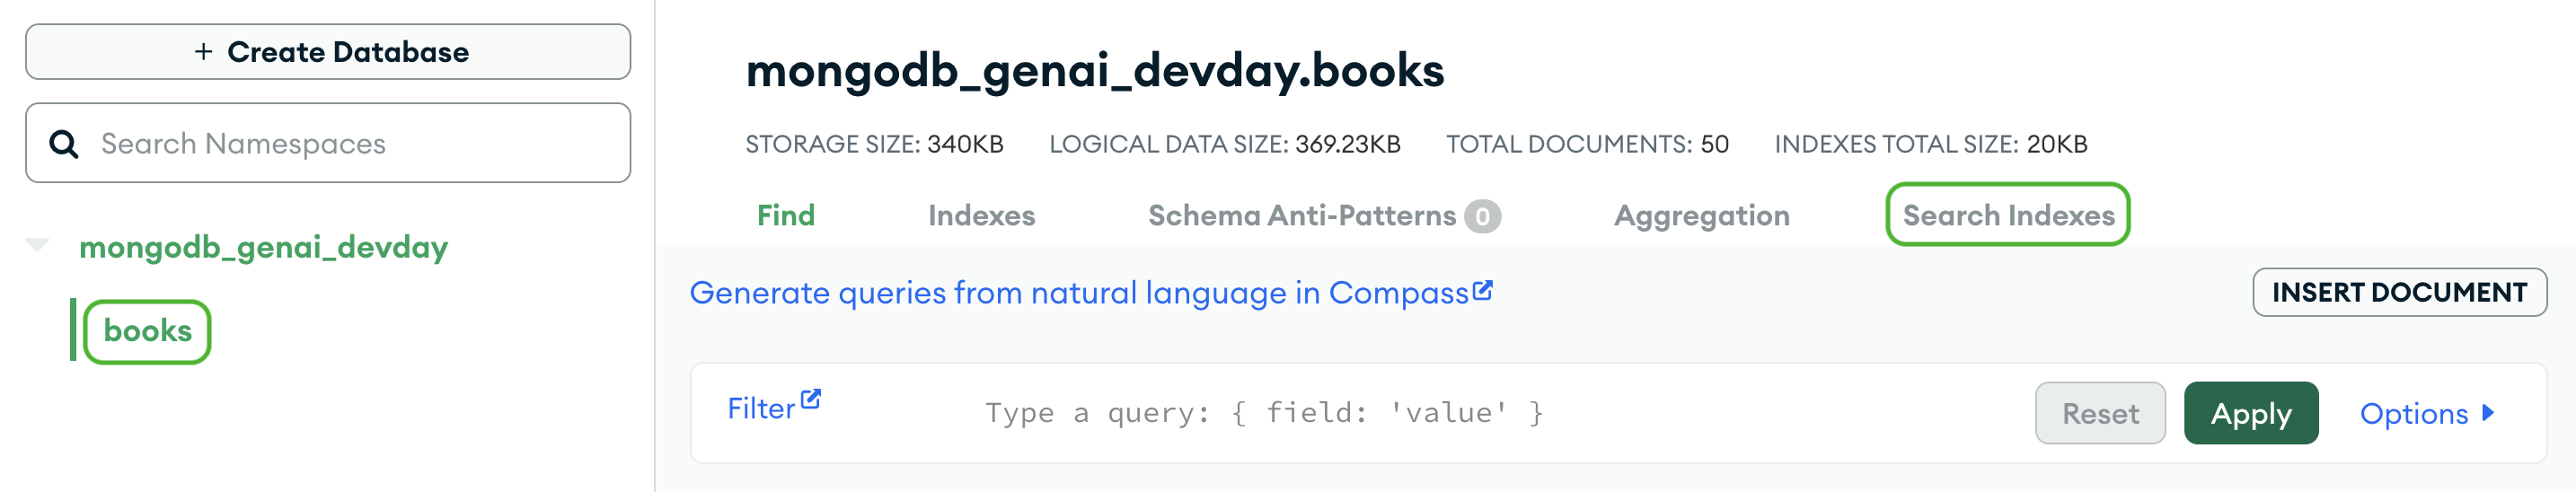 + Create Database
Search Namespaces
mongodb_genai_devday
books
mongodb_genai_devday.books
STORAGE SIZE: 340KB LOGICAL DATA SIZE: 369.23KB TOTAL DOCUMENTS: 50 INDEXES TOTAL SIZE: 20KB
Find Indexes Schema Anti-Patterns 0 Aggregation Search Indexes
Generate queries from natural language in Compass
INSERT DOCUMENT
Filter Type a query: { field: 'value' } Reset Apply Options